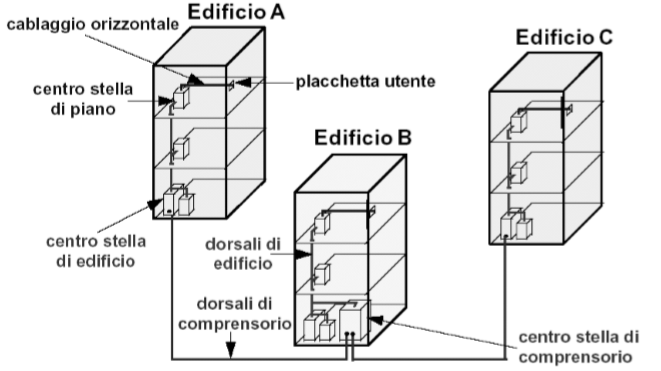 Edificio A
cablaggio orizzontale
Edificio C
centro stella
di piano
placchetta utente
Edificio B
centro stella
di edificio
dorsali di
edificio
dorsali di
comprensorio
centro stella di
comprensorio